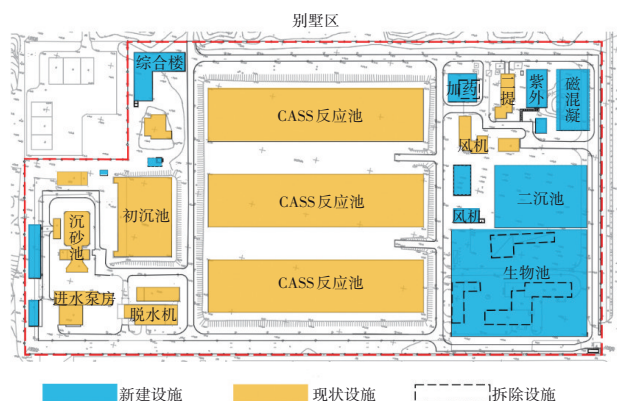 别墅区
综合楼
加药
二提
紫外
磁混凝
CASS反应池
风机
初沉池
CASS反应池
二沉池
沉砂池
风机
生物池
CASS反应池
进水泵房
脱水机
新建设施
现状设施
拆除设施